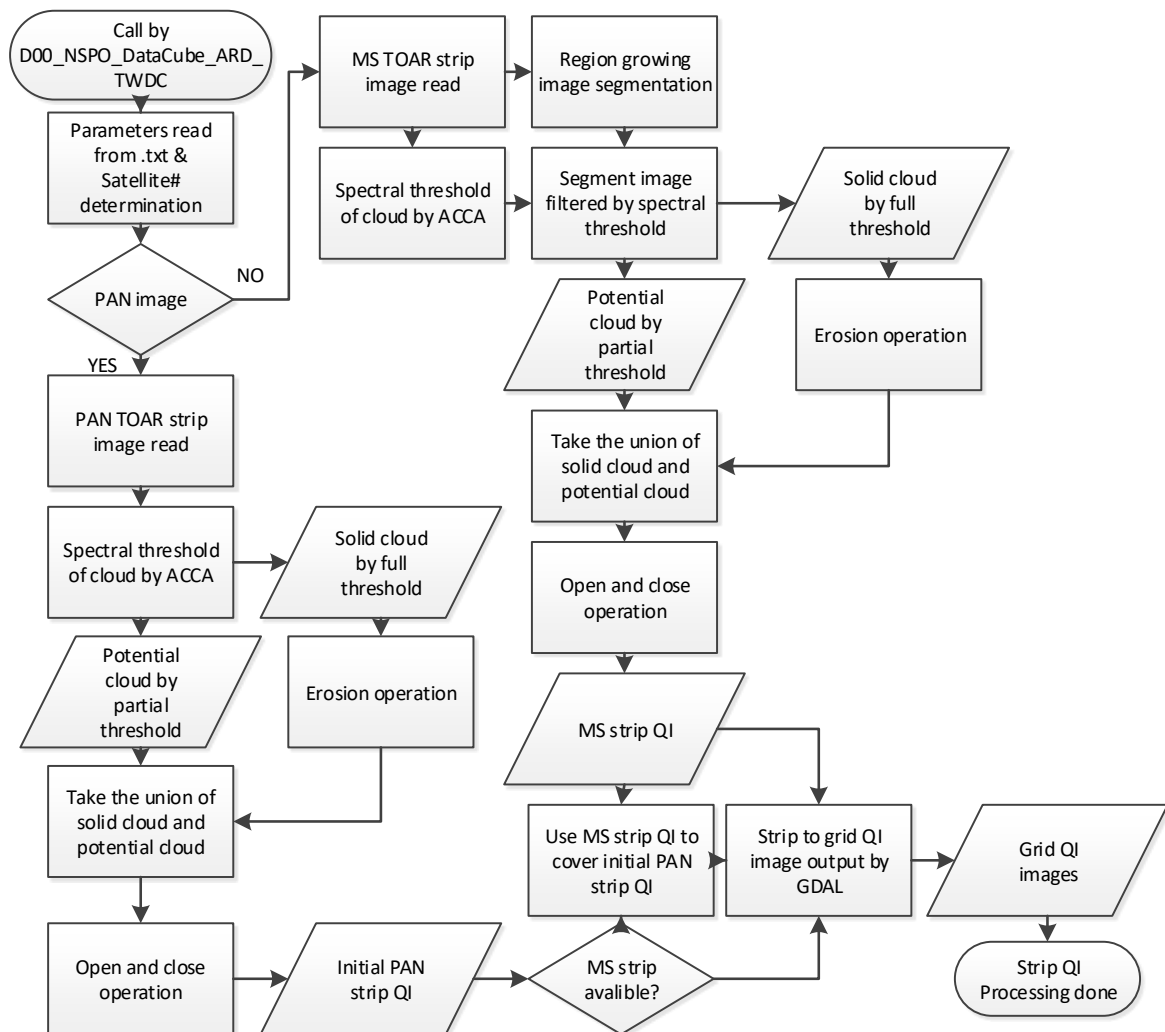 Call by
D00_NSPO_DataCube_ARD_
TWDC
Parameters read
from .txt &
Satellite#
determination
PAN image
NO
YES
PAN TOAR strip
image read
Spectral threshold
of cloud by ACCA
Solid cloud
by full
threshold
Potential
cloud by
partial
threshold
Erosion operation
Take the union of
solid cloud and
potential cloud
Open and close
operation
Initial PAN
strip QI
MS strip
avalible?
MS TOAR strip
image read
Region growing
image segmentation
Spectral threshold
of cloud by ACCA
Segment image
filtered by spectral
threshold
Solid cloud
by full
threshold
Potential
cloud by
partial
threshold
Erosion operation
Take the union of
solid cloud and
potential cloud
Open and close
operation
MS strip QI
Use MS strip QI to
cover initial PAN
strip QI
Strip to grid QI
image output by
GDAL
Grid QI
images
Strip QI
Processing done